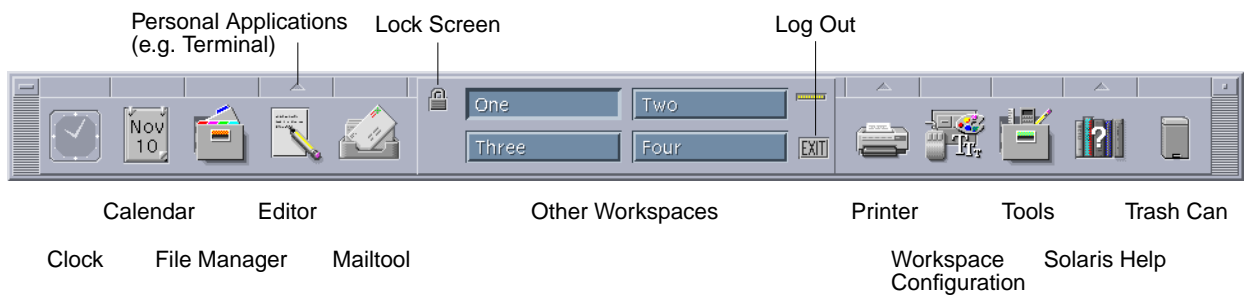 Personal Applications
(e.g. Terminal)
Lock Screen
Log Out
Nov
10
One
Two
Three
Four
EXIT
?
Calendar
Editor
Other Workspaces
Printer
Tools
Trash Can
Clock
File Manager
Mailtool
Workspace
Configuration
Solaris Help